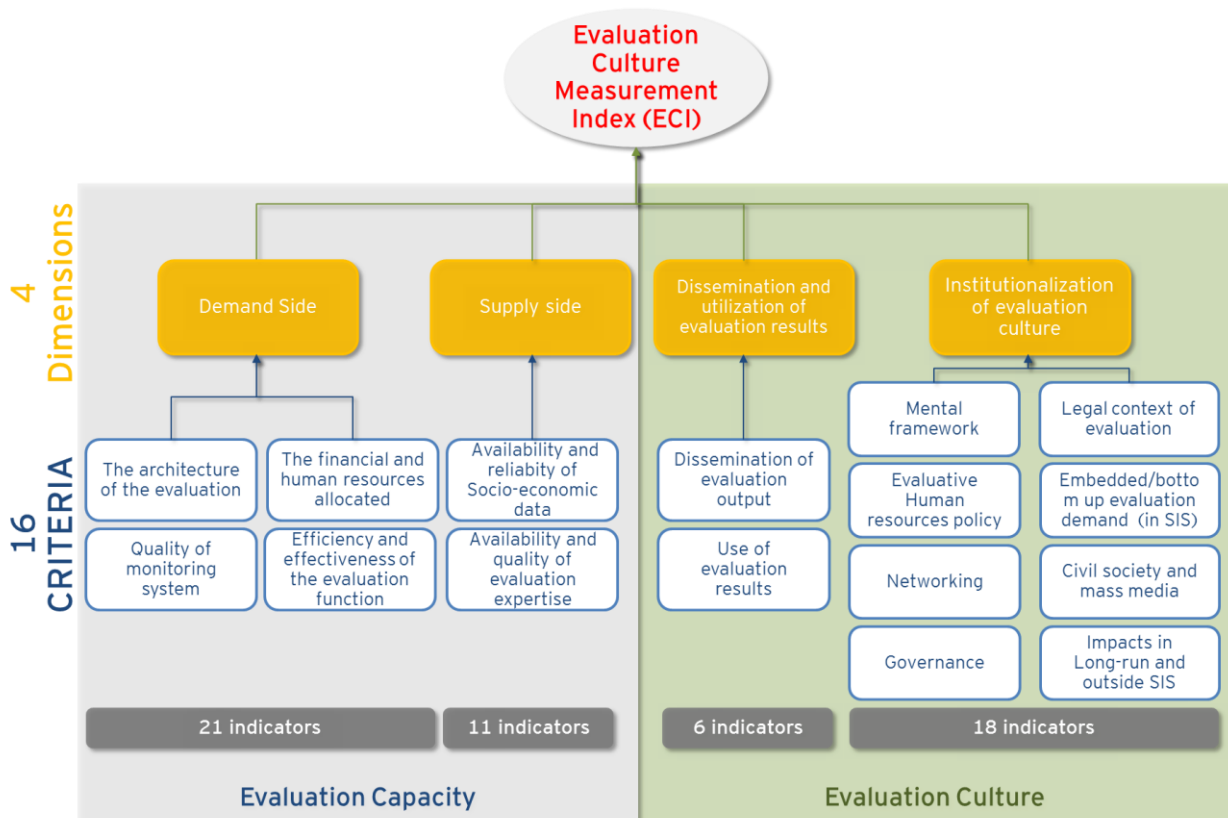 Evaluation
Culture
Measurement
Index (ECI)
4
Dimensions
Demand Side
Supply side
Dissemination and
utilization of
evaluation results
Institutionalization
of evaluation
culture
16
CRITERIA
The architecture
of the evaluation
The financial and
human resources
allocated
Quality of
monitoring
system
Efficiency and
effectiveness of
the evaluation
function
Availability and
reliabity of
Socio-economic
data
Availability and
quality of
evaluation
expertise
Dissemination of
evaluation
output
Use of
evaluation
results
Mental
framework
Legal context of
evaluation
Evaluative
Human
resources policy
Embedded/botto
m up evaluation
demand (in SIS)
Networking
Civil society and
mass media
Governance
Impacts in
Long-run and
outside SIS
21 indicators
11 indicators
6 indicators
18 indicators
Evaluation Capacity
Evaluation Culture